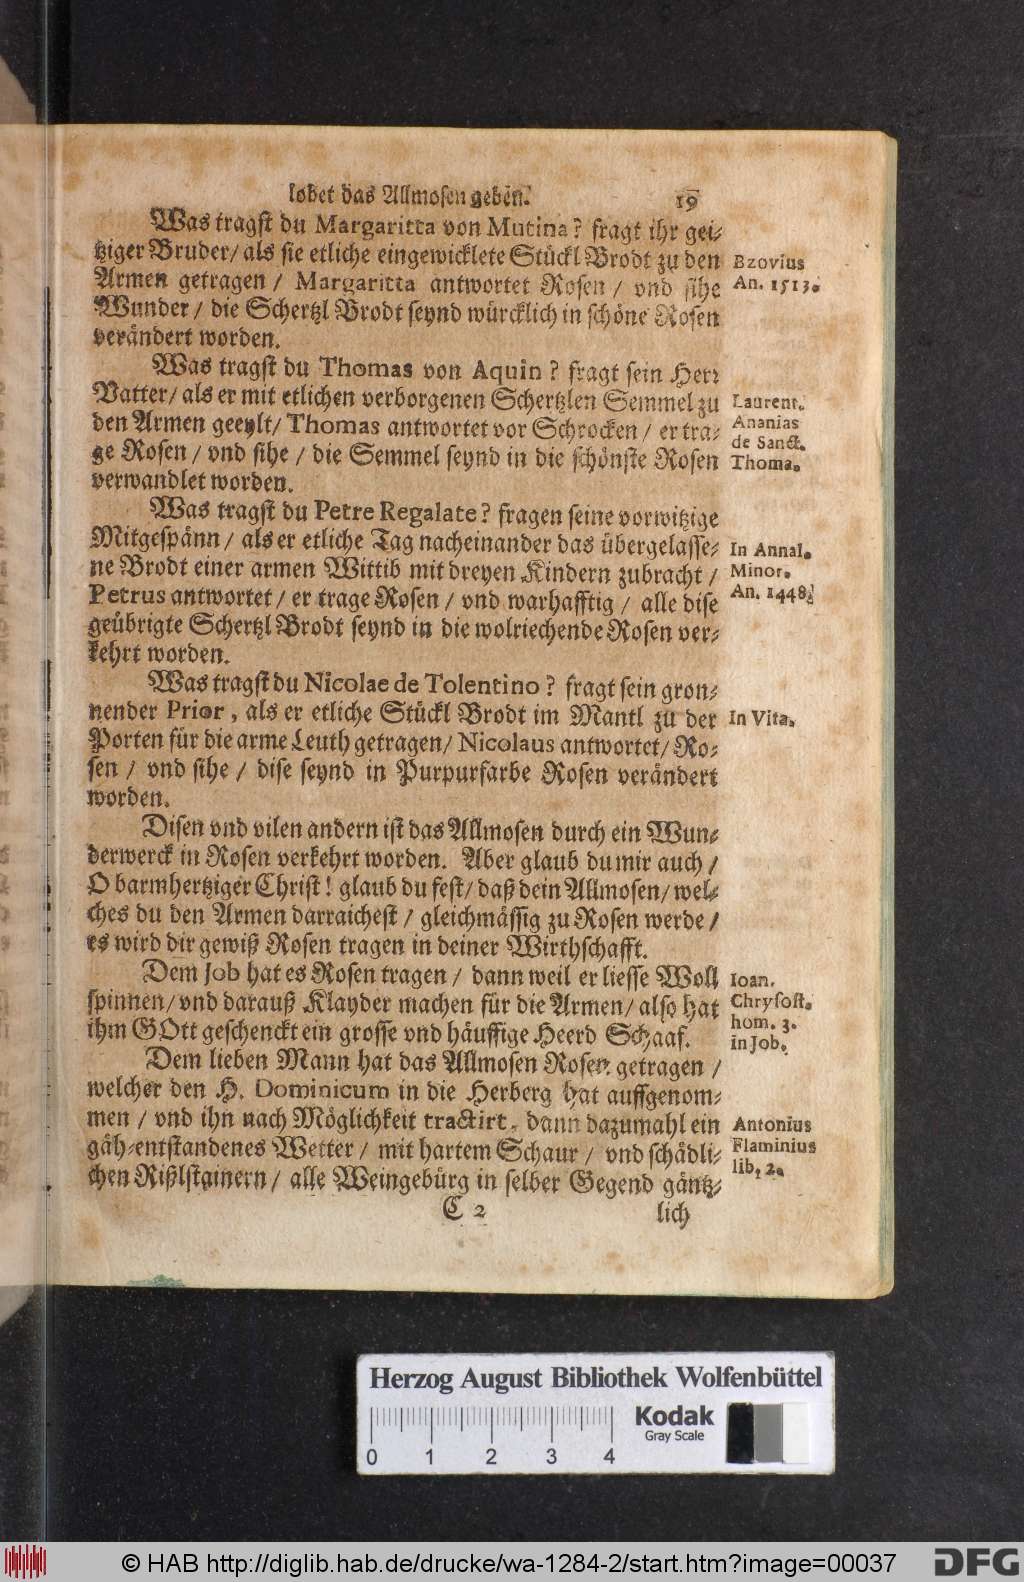 lobet das Allmosen geben. 19
Was tragst du Margaritta von Mutina? fragt ihr gei-
tziger Bruder/ als sie etliche eingewicklete Stückl Brodt zu den
Armen getragen / Margaritta antwortet Rosen / vnd sihe
Wunder / die Schertzl Brodt seynd würcklich in schöne Rosen
verändert worden.
Bzovius
An. 1513.
Was tragst du Thomas von Aquin? fragt sein Herr
Vatter/ als er mit etlichen verborgenen Schertzlen Semmel zu
den Armen geeylt/ Thomas antwortet vor Schrocken / er tra-
ge Rosen / vnd sihe / die Semmel seynd in die schönste Rosen
verwandlet worden.
Laurent.
Ananias
de Sanct.
Thoma.
Was tragst du Petre Regalate? fragen seine vorwitzige
Mitgespänn / als er etliche Tag nacheinander das übergelasse-
ne Brodt einer armen Wittib mit dreyen Kindern zubracht /
Petrus antwortet / er trage Rosen / vnd warhafftig / alle dise
geübrigte Schertzl Brodt seynd in die wolriechende Rosen ver-
kehrt worden.
In Annal.
Minor.
An. 1448.
Was tragst du Nicolae de Tolentino? fragt sein gron-
nender Prior, als er etliche Stückl Brodt im Mantl zu der
Porten für die arme Leuth getragen/ Nicolaus antwortet/ Ro-
sen / vnd sihe / dise seynd in Purpurfarbe Rosen verändert
worden.
In Vita.
Disen vnd vilen andern ist das Allmosen durch ein Wun-
derwerck in Rosen verkehrt worden. Aber glaub du mir auch /
O barmhertziger Christ! glaub du fest/ daß dein Allmosen/ wel-
ches du den Armen darraichest / gleichmässig zu Rosen werde /
es wird dir gewiß Rosen tragen in deiner Wirthschafft.
Dem Job hat es Rosen tragen / dann weil er liesse Woll
spinnen/ vnd darauß Klayder machen für die Armen/ also hat
ihm GOtt geschenckt ein grosse vnd häuffige Heerd Schaaf.
Ioan.
Chrysost.
hom. 3.
in Job.
Dem lieben Mann hat das Allmosen Rosen getragen /
welcher den H. Dominicum in die Herberg hat auffgenom-
men / vnd ihn nach Möglichkeit tractirt, dann dazumahl ein
gäh-entstandenes Wetter / mit hartem Schaur / vnd schädli-
chen Rißlstainern / alle Weingebürg in selber Gegend gäntz-
Antonius
Flaminius
lib. 2.
C 2 lich
Herzog August Bibliothek Wolfenbüttel
0 1 2 3 4
Kodak
Gray Scale
© HAB http://diglib.hab.de/drucke/wa-1284-2/start.htm?image=00037
DFG